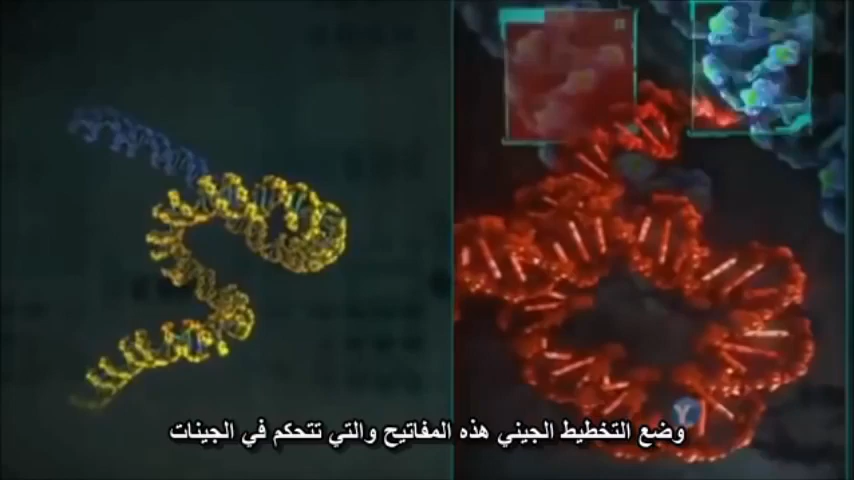 وضع التخطيط الجيني هذه المفاتيح والتي تتحكم في الجينات